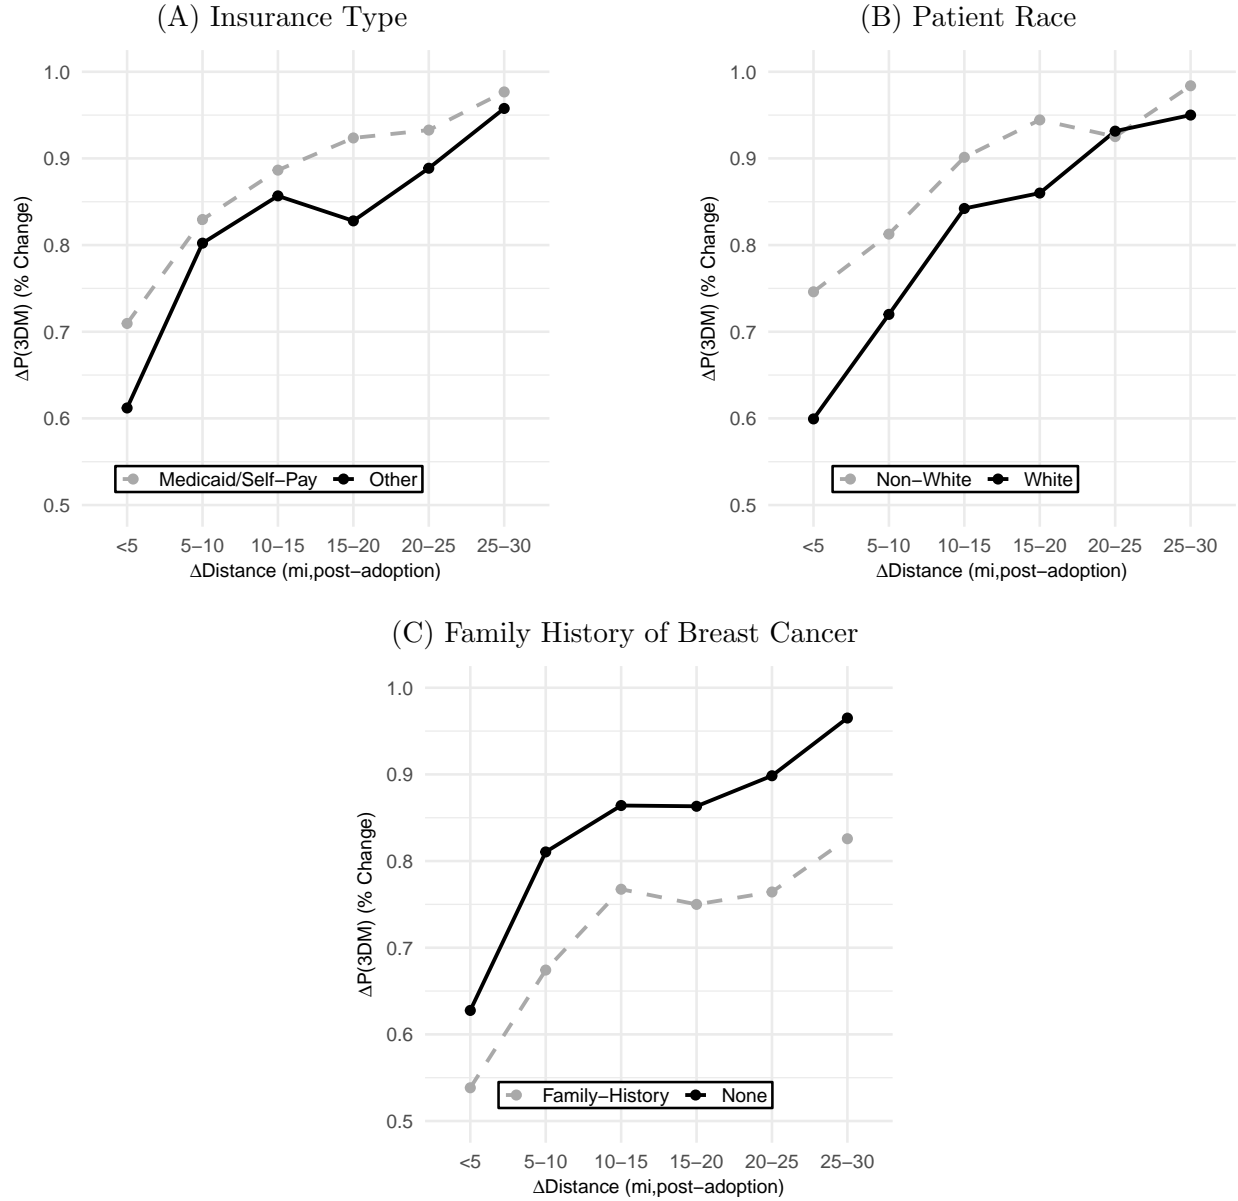 (A) Insurance Type
ΔP(3DM) (% Change)
1.0
0.9
0.8
0.7
0.6
0.5
Medicaid/Self−Pay Other
<5 5−10 10−15 15−20 20−25 25−30
ΔDistance (mi,post−adoption)
(B) Patient Race
ΔP(3DM) (% Change)
1.0
0.9
0.8
0.7
0.6
0.5
Non−White White
<5 5−10 10−15 15−20 20−25 25−30
ΔDistance (mi,post−adoption)
(C) Family History of Breast Cancer
ΔP(3DM) (% Change)
1.0
0.9
0.8
0.7
0.6
0.5
Family−History None
<5 5−10 10−15 15−20 20−25 25−30
ΔDistance (mi,post−adoption)